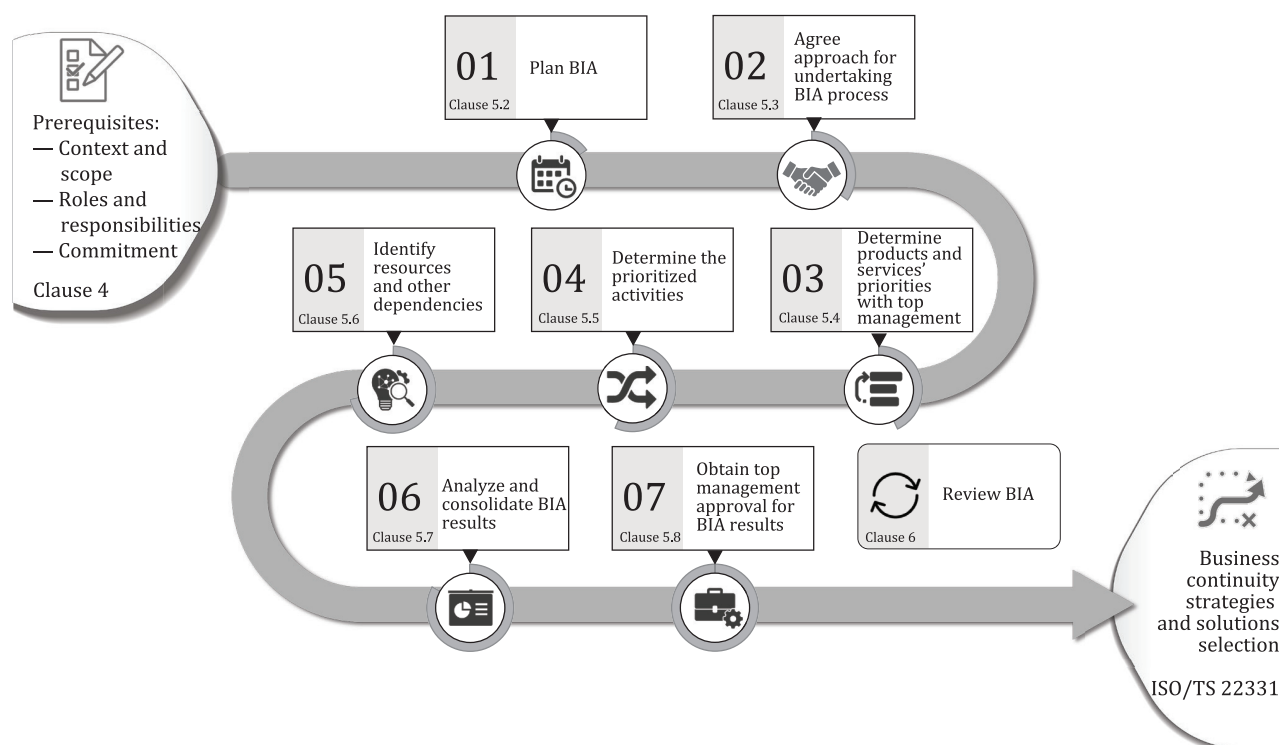 Prerequisites:
— Context and
scope
— Roles and
responsibilities
— Commitment
Clause 4
01
Clause 5.2
Plan BIA
02
Clause 5.3
Agree
approach for
undertaking
BIA process
03
Clause 5.4
Determine
products and
services’
priorities
with top
management
04
Clause 5.5
Determine the
prioritized
activities
05
Clause 5.6
Identify
resources
and other
dependencies
06
Clause 5.7
Analyze and
consolidate BIA
results
07
Clause 5.8
Obtain top
management
approval for
BIA results
Clause 6
Review BIA
Business
continuity
strategies
and solutions
selection
ISO/TS 22331